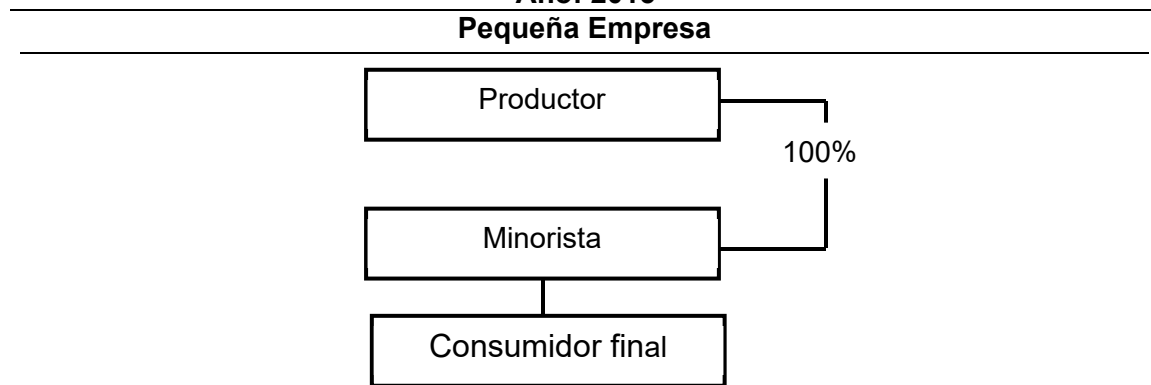 Pequeña Empresa
Productor
100%
Minorista
Consumidor final